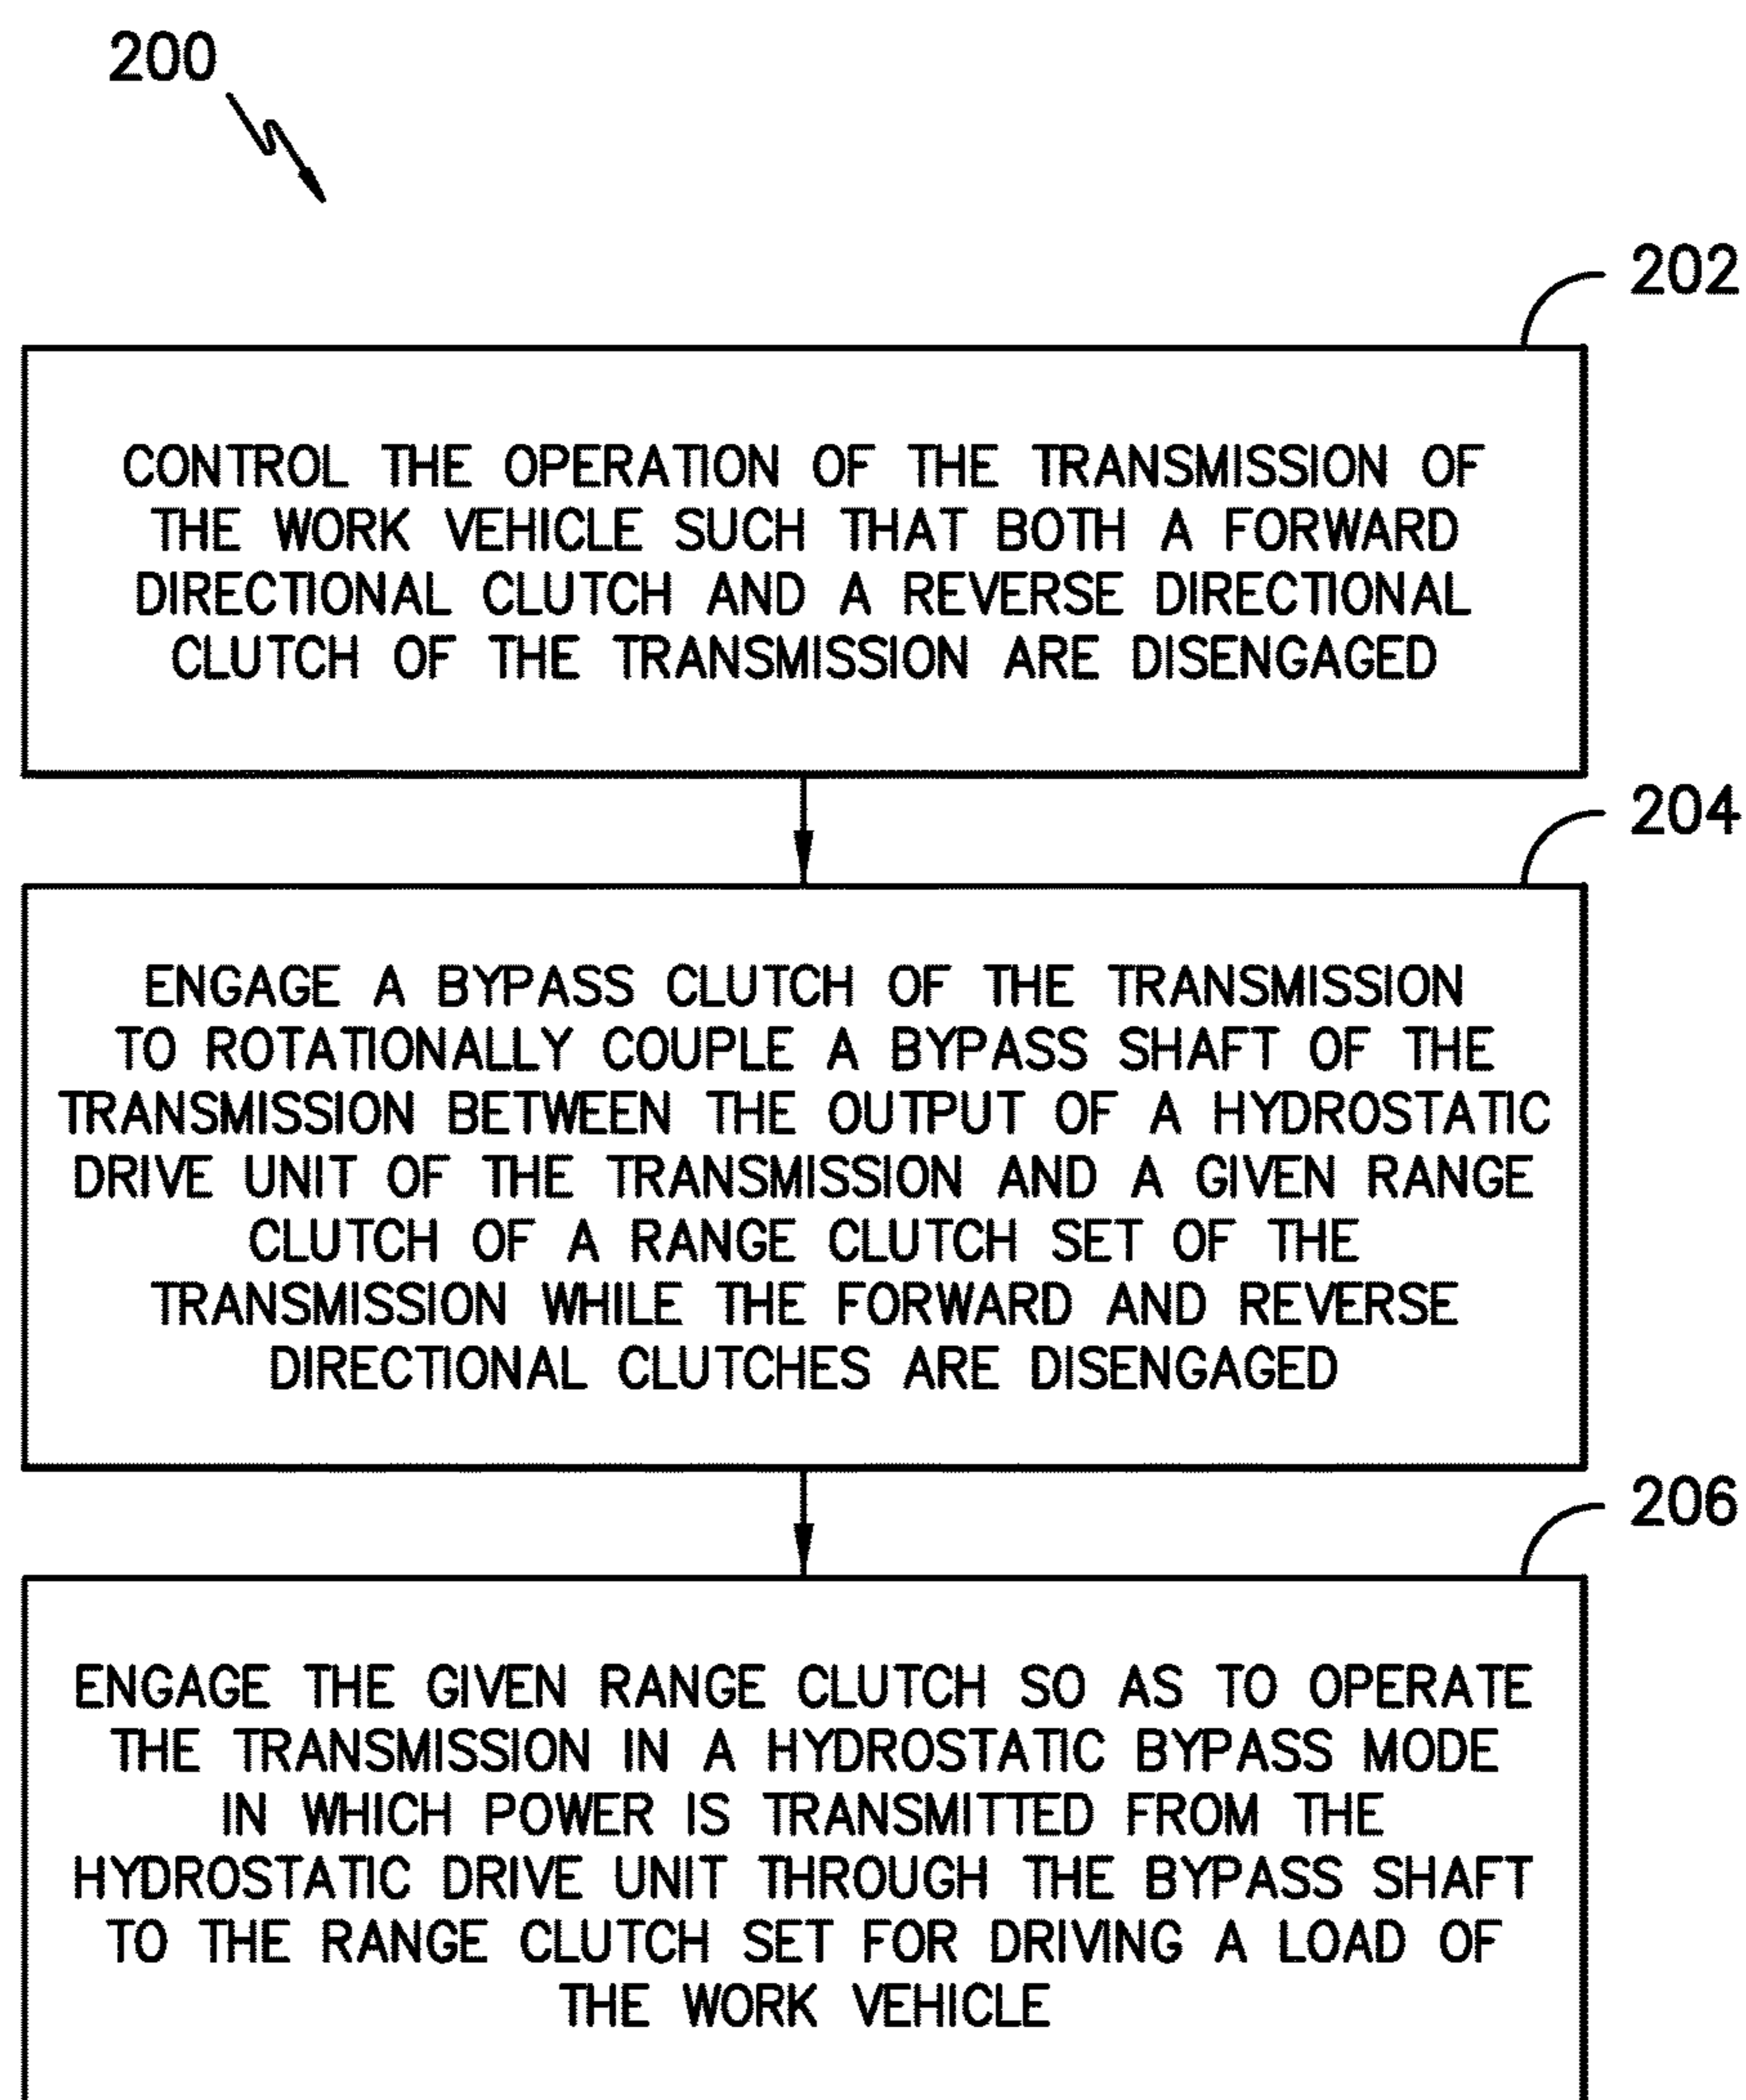 200
202
CONTROL THE OPERATION OF THE TRANSMISSION OF
THE WORK VEHICLE SUCH THAT BOTH A FORWARD
DIRECTIONAL CLUTCH AND A REVERSE DIRECTIONAL
CLUTCH OF THE TRANSMISSION ARE DISENGAGED
204
ENGAGE A BYPASS CLUTCH OF THE TRANSMISSION
TO ROTATIONALLY COUPLE A BYPASS SHAFT OF THE
TRANSMISSION BETWEEN THE OUTPUT OF A HYDROSTATIC
DRIVE UNIT OF THE TRANSMISSION AND A GIVEN RANGE
CLUTCH OF A RANGE CLUTCH SET OF THE
TRANSMISSION WHILE THE FORWARD AND REVERSE
DIRECTIONAL CLUTCHES ARE DISENGAGED
206
ENGAGE THE GIVEN RANGE CLUTCH SO AS TO OPERATE
THE TRANSMISSION IN A HYDROSTATIC BYPASS MODE
IN WHICH POWER IS TRANSMITTED FROM THE
HYDROSTATIC DRIVE UNIT THROUGH THE BYPASS SHAFT
TO THE RANGE CLUTCH SET FOR DRIVING A LOAD OF
THE WORK VEHICLE